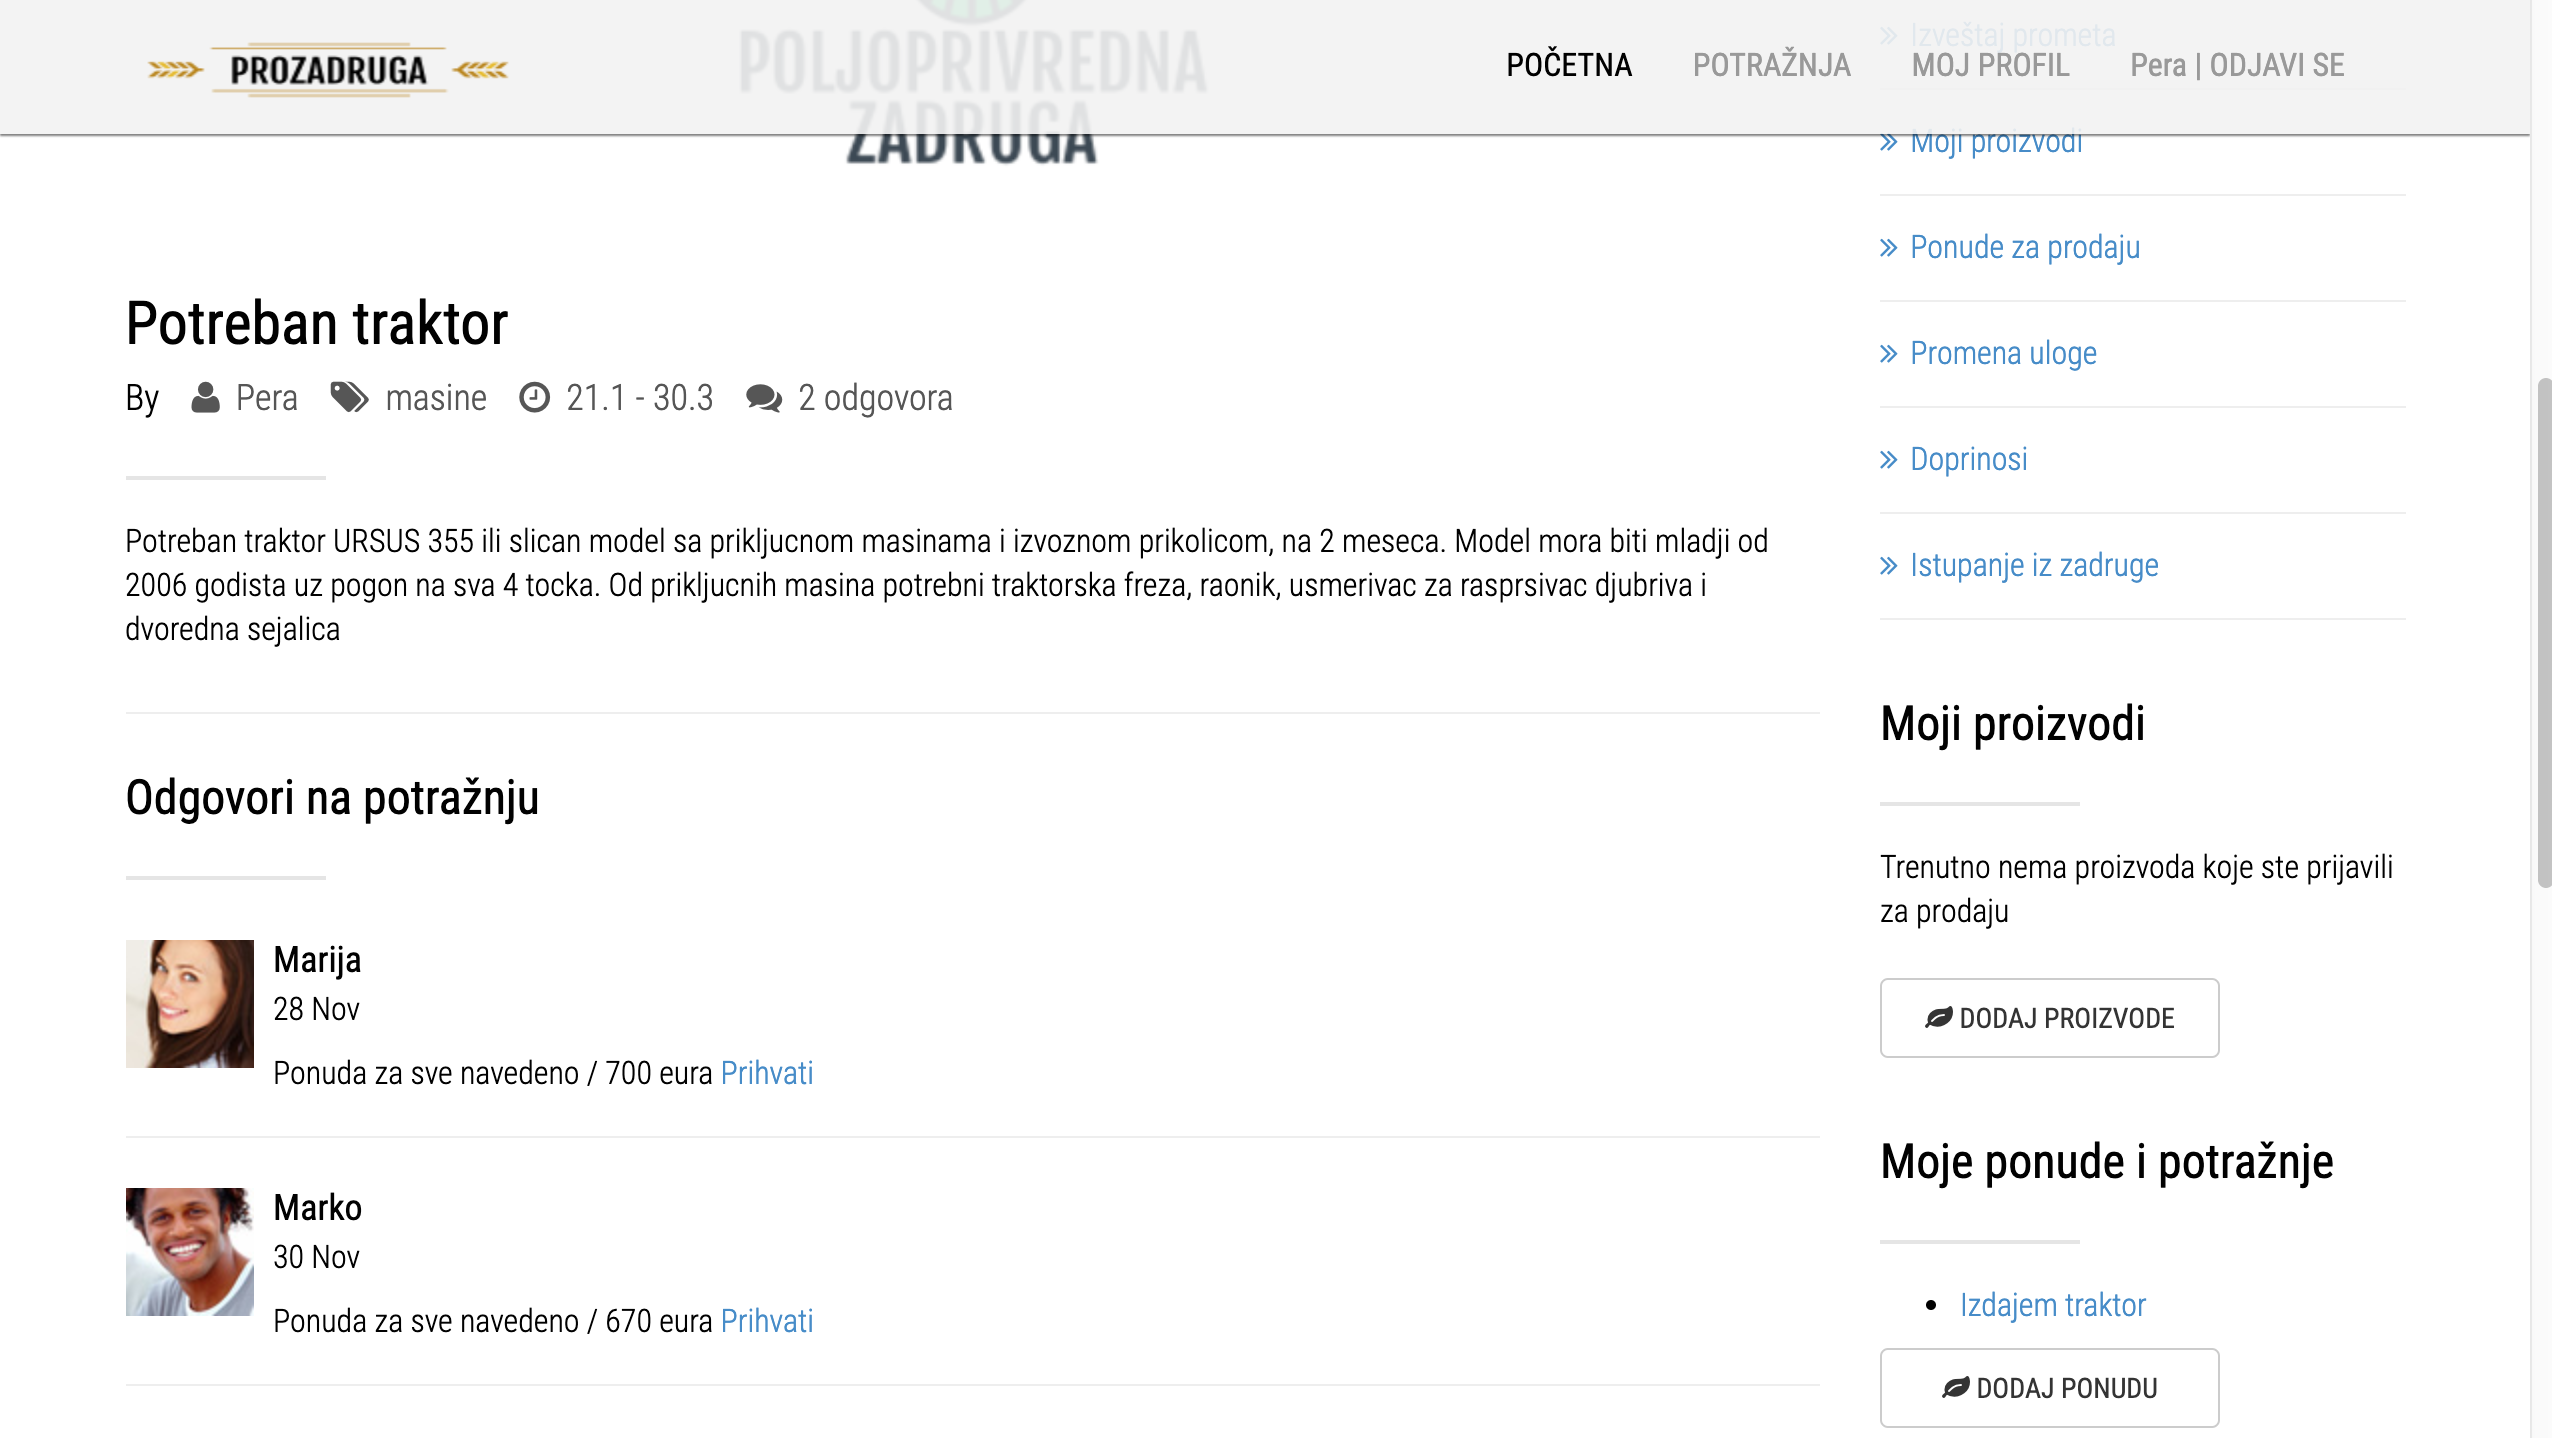 PROZADRUGA
POČETNA
POTRAŽNJA
MOJ PROFIL
Pera | ODJAVI SE
POLJOPRIVREDNA
ZADRUGA
Potreban traktor
By Pera masine 21.1 - 30.3 2 odgovora
Potreban traktor URSUS 355 ili slican model sa prikljucnom masinama i izvoznom prikolicom, na 2 meseca. Model mora biti mladji od
2006 godista uz pogon na sva 4 tocka. Od prikljucnih masina potrebni traktorska freza, raonik, usmerivac za rasprsivac djubriva i
dvoredna sejalica
Odgovori na potražnju
Marija
28 Nov
Ponuda za sve navedeno / 700 eura Prihvati
Marko
30 Nov
Ponuda za sve navedeno / 670 eura Prihvati
» Izveštaj prometa
» Moji proizvodi
» Ponude za prodaju
» Promena uloge
» Doprinosi
» Istupanje iz zadruge
Moji proizvodi
Trenutno nema proizvoda koje ste prijavili
za prodaju
DODAJ PROIZVODE
Moje ponude i potražnje
• Izdajem traktor
DODAJ PONUDU